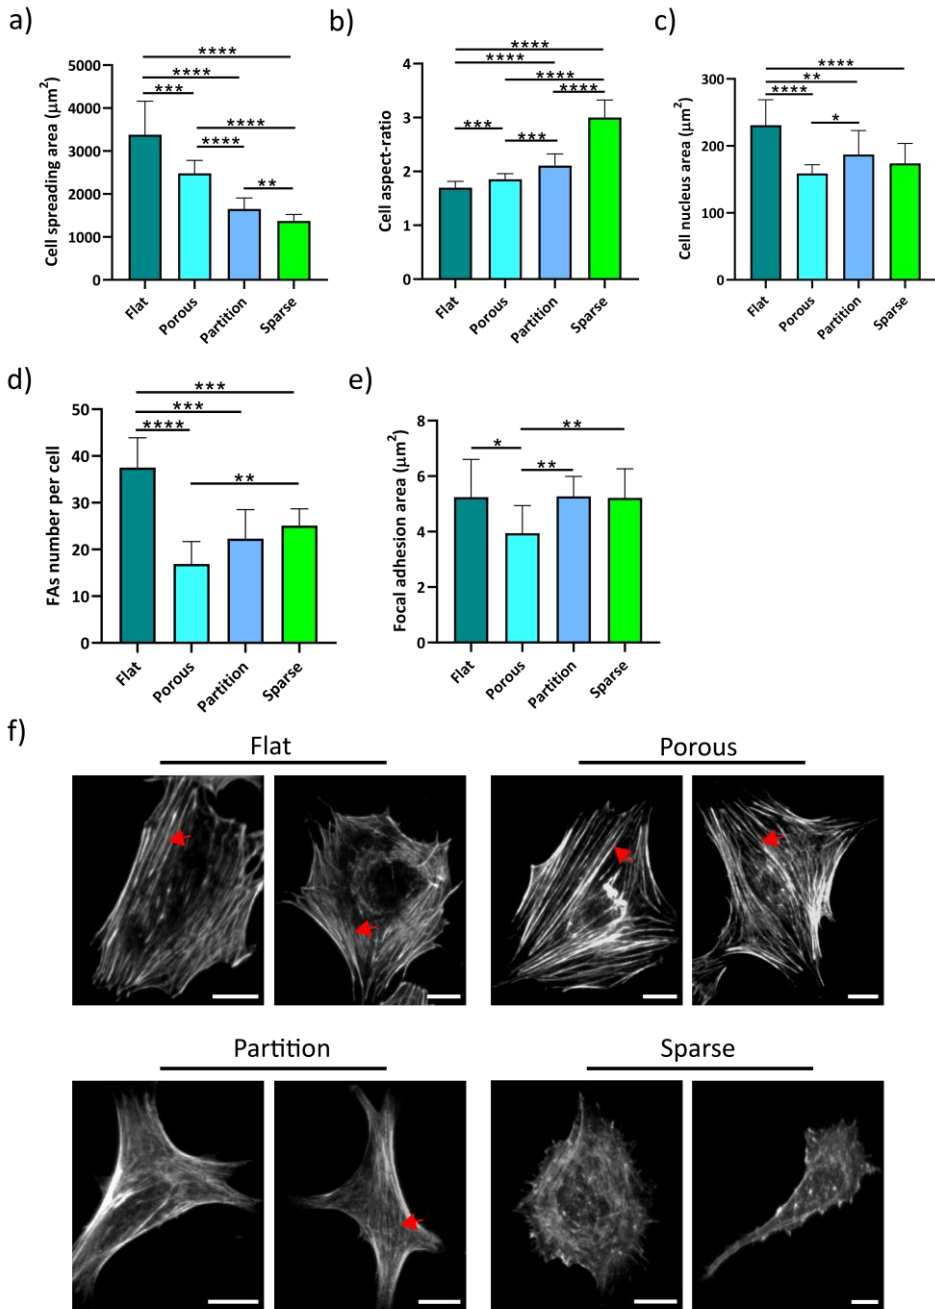 a)
Cell spreading area (μm²)
5000
4000
3000
2000
1000
0
****
****
***
****
****
**
Flat
Porous
Partition
Sparse
b)
Cell aspect-ratio
4
3
2
1
0
****
****
****
****
***
***
Flat
Porous
Partition
Sparse
c)
Cell nucleus area (μm²)
300
200
100
0
****
**
****
*
Flat
Porous
Partition
Sparse
d)
FAs number per cell
50
40
30
20
10
0
***
***
****
**
Flat
Porous
Partition
Sparse
e)
Focal adhesion area (μm²)
8
6
4
2
0
**
*
**
Flat
Porous
Partition
Sparse
f)
Flat
Porous
Partition
Sparse